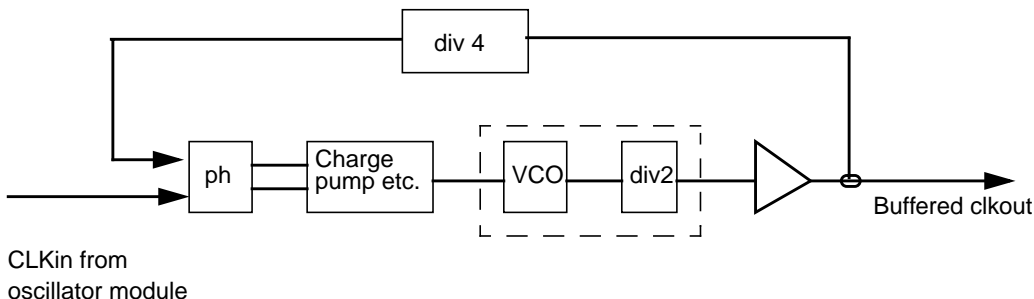 div 4
ph
Charge
pump etc.
VCO
div2
Buffered clkout
CLKin from
oscillator module